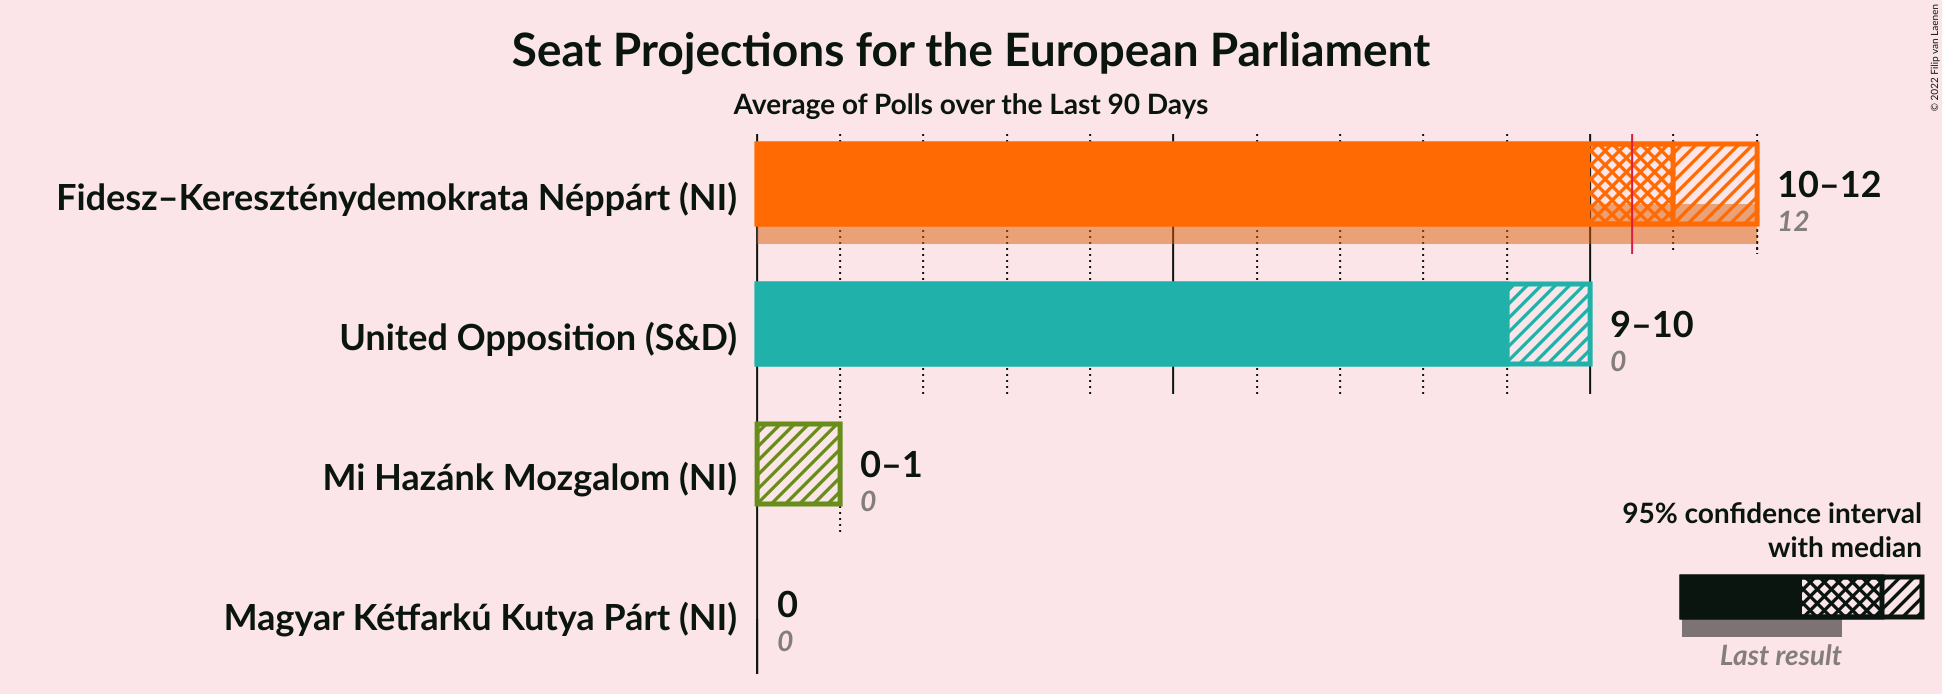 Seat Projections for the European Parliament
Average of Polls over the Last 90 Days
Fidesz–Kereszténydemokrata Néppárt (NI)
10–12
12
United Opposition (S&D)
9–10
0
Mi Hazánk Mozgalom (NI)
0–1
0
Magyar Kétfarkú Kutya Párt (NI)
0
0
95% confidence interval
with median
Last result
© 2022 Filip van Laenen